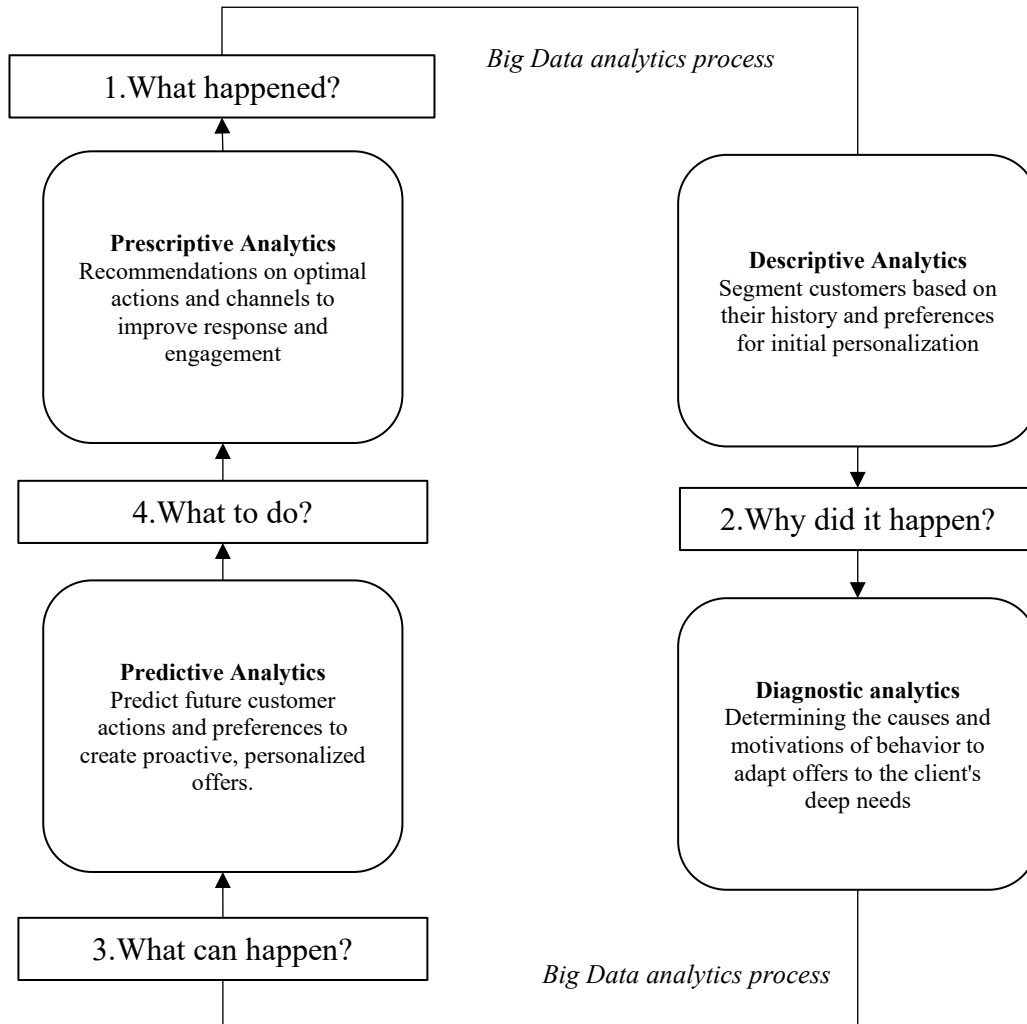 Big Data analytics process
1.What happened?
Prescriptive Analytics
Recommendations on optimal
actions and channels to
improve response and
engagement
Descriptive Analytics
Segment customers based on
their history and preferences
for initial personalization
4.What to do?
2.Why did it happen?
Predictive Analytics
Predict future customer
actions and preferences to
create proactive, personalized
offers.
Diagnostic analytics
Determining the causes and
motivations of behavior to
adapt offers to the client's
deep needs
3.What can happen?
Big Data analytics process